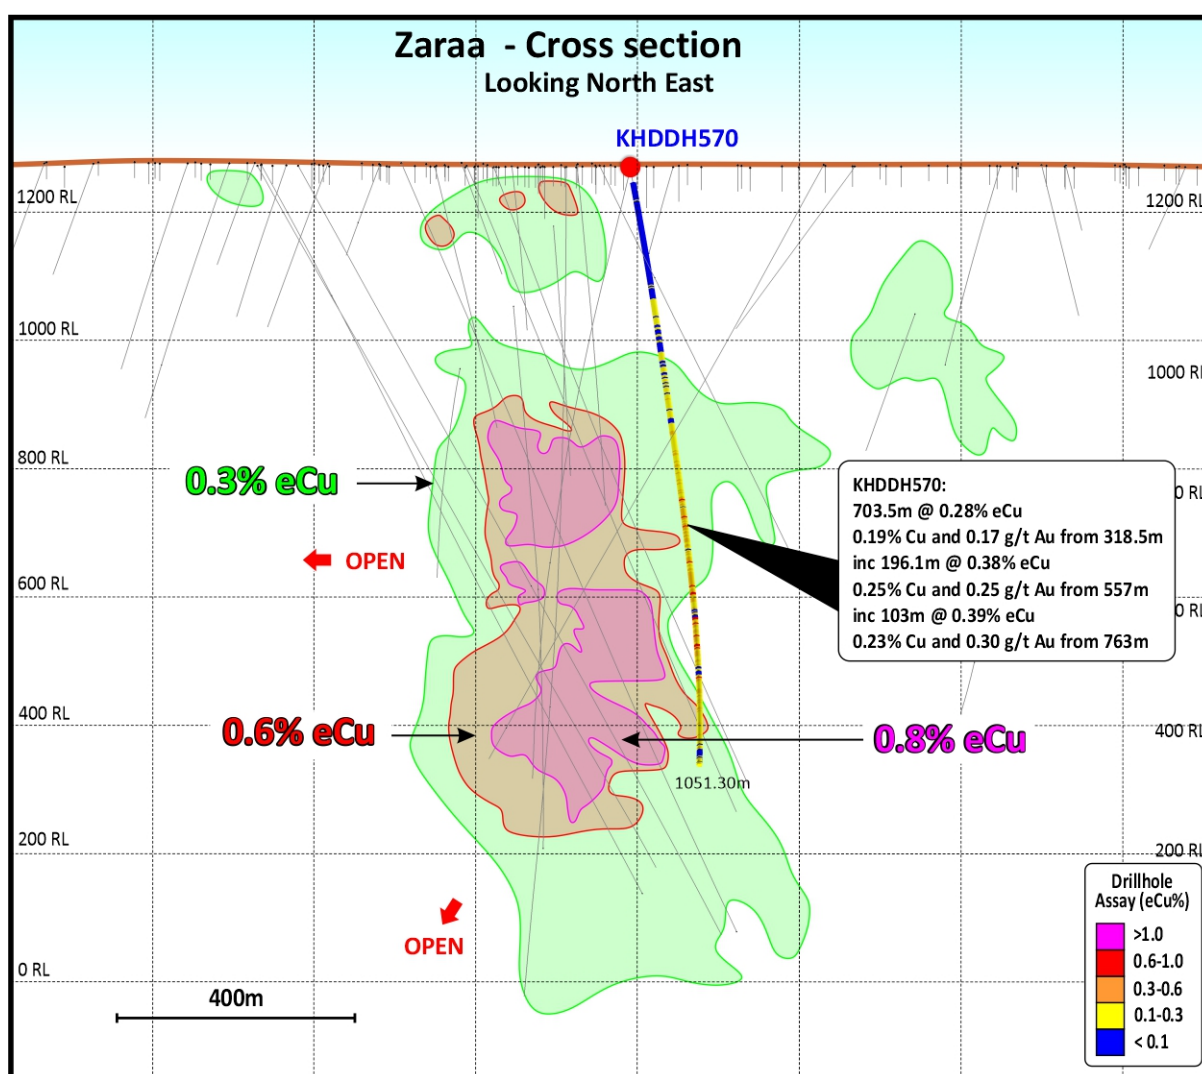 Zaraa - Cross section
Looking North East
KHDDH570
1200 RL
1200 RL
1000 RL
1000 RL
800 RL
0 RL
600 RL
0 RL
400 RL
400 RL
200 RL
200 RL
0 RL
0.3% eCu
OPEN
KHDDH570:
703.5m @ 0.28% eCu
0.19% Cu and 0.17 g/t Au from 318.5m
inc 196.1m @ 0.38% eCu
0.25% Cu and 0.25 g/t Au from 557m
inc 103m @ 0.39% eCu
0.23% Cu and 0.30 g/t Au from 763m
0.6% eCu
0.8% eCu
1051.30m
OPEN
400m
Drillhole
Assay (eCu%)
>1.0
0.6-1.0
0.3-0.6
0.1-0.3
< 0.1